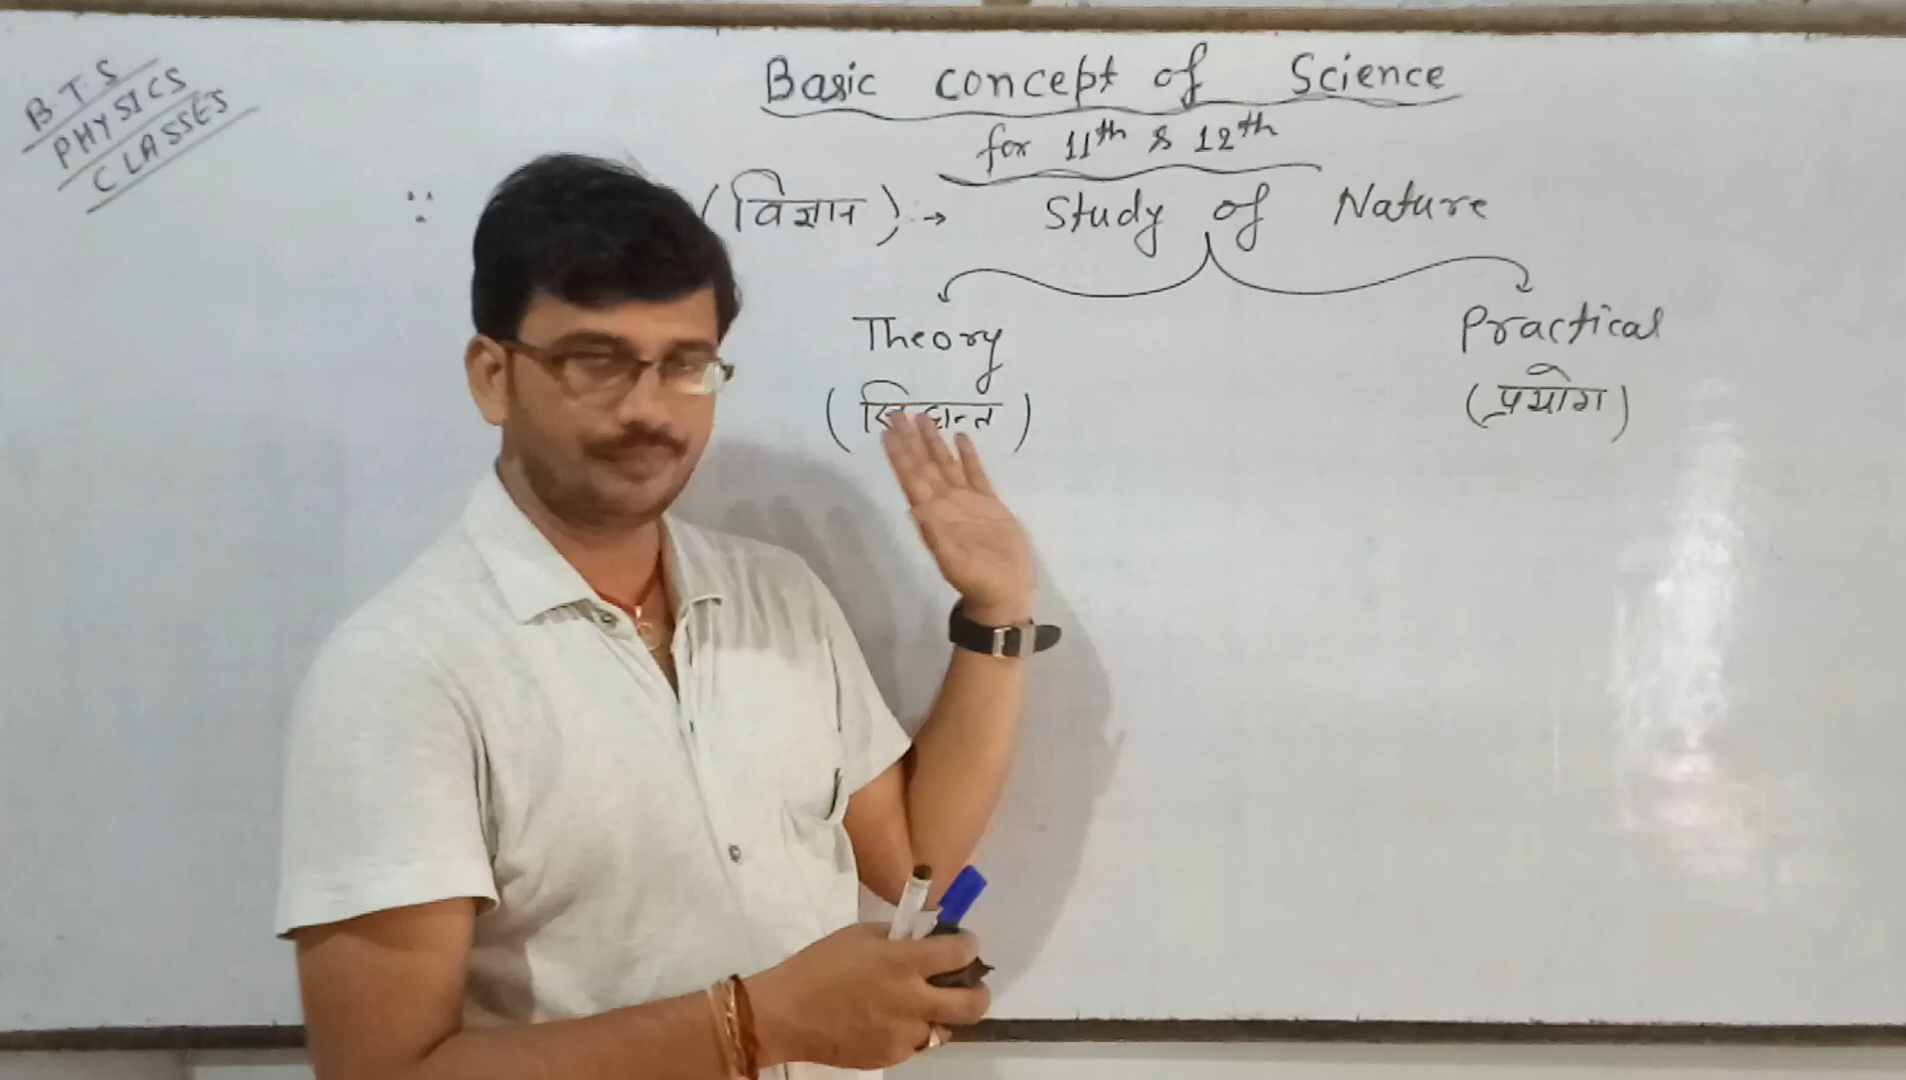 B.T.S
PHYSICS
CLASSES
Basic concept of Science
for 11th & 12th
(विज्ञान) → Study of Nature
Theory
(सिद्धान्त)
Practical
(प्रयोग)